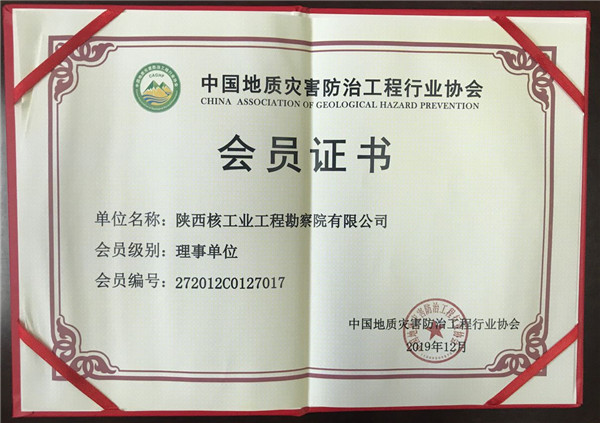 中国地质灾害防治工程行业协会
CHINA ASSOCIATION OF GEOLOGICAL HAZARD PREVENTION
会员证书
单位名称：陕西核工业工程勘察院有限公司
会员级别：理事单位
会员编号：272012C0127017
中国地质灾害防治工程行业协会
2019年12月